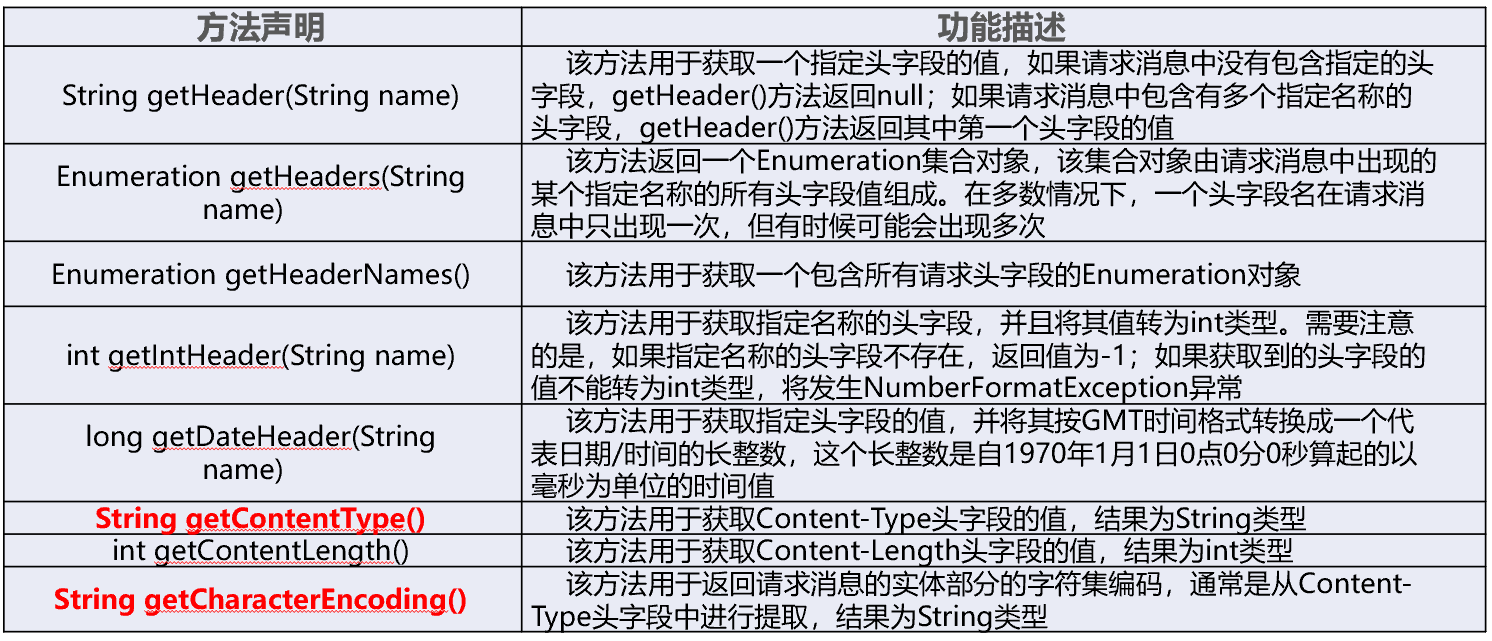 方法声明
功能描述
String getHeader(String name)
该方法用于获取一个指定头字段的值，如果请求消息中没有包含指定的头
字段，getHeader()方法返回null；如果请求消息中包含有多个指定名称的
头字段，getHeader()方法返回其中第一个头字段的值
Enumeration getHeaders(String
name)
该方法返回一个Enumeration集合对象，该集合对象由请求消息中出现的
某个指定名称的所有头字段值组成。在多数情况下，一个头字段名在请求消
息中只出现一次，但有时候可能会出现多次
Enumeration getHeaderNames()
该方法用于获取一个包含所有请求头字段的Enumeration对象
int getIntHeader(String name)
该方法用于获取指定名称的头字段，并且将其值转为int类型。需要注意
的是，如果指定名称的头字段不存在，返回值为-1；如果获取到的头字段的
值不能转为int类型，将发生NumberFormatException异常
long getDateHeader(String
name)
该方法用于获取指定头字段的值，并将其按GMT时间格式转换成一个代
表日期/时间的长整数，这个长整数是自1970年1月1日0点0分0秒算起的以
毫秒为单位的时间值
String getContentType()
该方法用于获取Content-Type头字段的值，结果为String类型
int getContentLength()
该方法用于获取Content-Length头字段的值，结果为int类型
String getCharacterEncoding()
该方法用于返回请求消息的实体部分的字符集编码，通常是从Content-
Type头字段中进行提取，结果为String类型